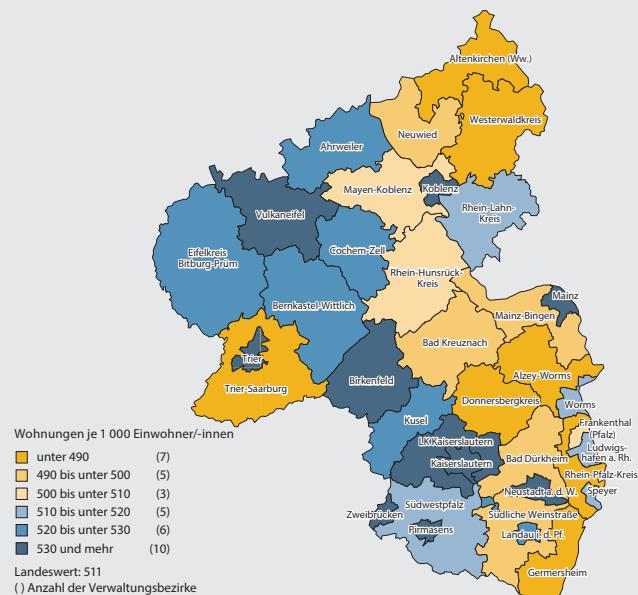 Altenkirchen (Ww.)
Westerwaldkreis
Neuwied
Ahrweiler
Mayen-Koblenz
Koblenz
Rhein-Lahn-
Kreis
Vulkaneifel
Cochem-Zell
Eifelkreis
Bitburg-Prüm
Rhein-Hunsrück-
Kreis
Bernkastel-Wittlich
Mainz
Mainz-Bingen
Bad Kreuznach
Trier
Trier-Saarburg
Birkenfeld
Alzey-Worms
Donnersbergkreis
Worms
Kusel
Frankenthal
(Pfalz)
LK Kaiserslautern
Ludwigs-
hafen a. Rh.
Kaiserslautern
Bad Dürkheim
Rhein-Pfalz-Kreis
Neustadt a. d. W.
Speyer
Südwestpfalz
Zweibrücken
Südliche Weinstraße
Pirmasens
Landau i. d. Pf.
Germersheim
Wohnungen je 1 000 Einwohner/-innen
unter 490 (7)
490 bis unter 500 (5)
500 bis unter 510 (3)
510 bis unter 520 (5)
520 bis unter 530 (6)
530 und mehr (10)
Landeswert: 511
( ) Anzahl der Verwaltungsbezirke